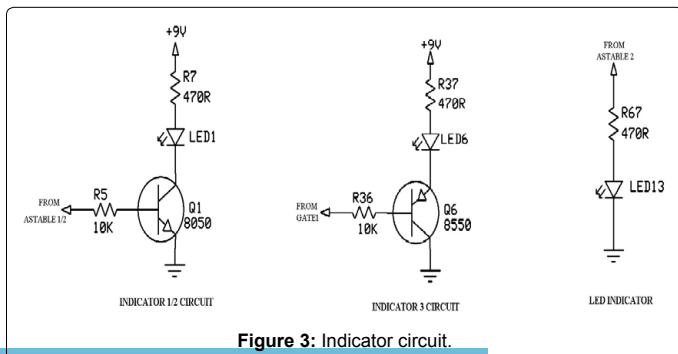 +9V
R7
470R
LED1
FROM
ASTABLE 1/2
R5
10K
Q1
8050
INDICATOR 1/2 CIRCUIT
+9V
R37
470R
LED6
FROM
GATE1
R36
10K
Q6
8550
INDICATOR 3 CIRCUIT
FROM
ASTABLE 2
R67
470R
LED13
LED INDICATOR
Figure 3: Indicator circuit.